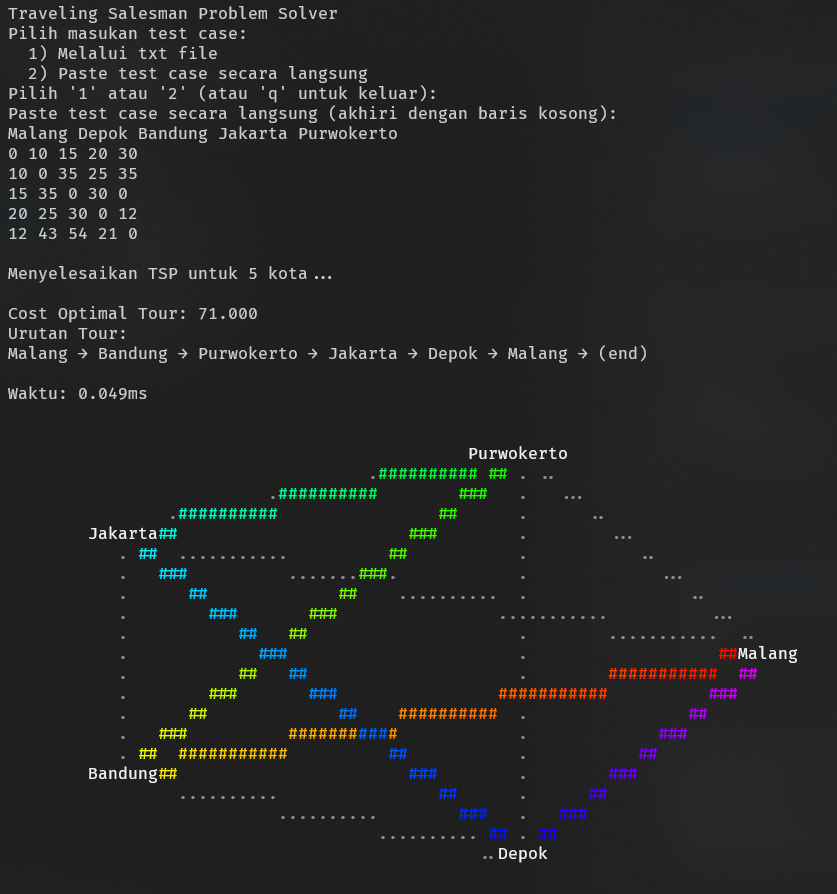 Traveling Salesman Problem Solver
Pilih masukan test case:
  1) Melalui txt file
  2) Paste test case secara langsung
Pilih '1' atau '2' (atau 'q' untuk keluar):
Paste test case secara langsung (akhiri dengan baris kosong):
Malang Depok Bandung Jakarta Purwokerto
0 10 15 20 30
10 0 35 25 35
15 35 0 30 0
20 25 30 0 12
12 43 54 21 0
Menyelesaikan TSP untuk 5 kota...
Cost Optimal Tour: 71.000
Urutan Tour:
Malang → Bandung → Purwokerto → Jakarta → Depok → Malang → (end)
Waktu: 0.049ms
Purwokerto
Jakarta
Malang
Bandung
Depok